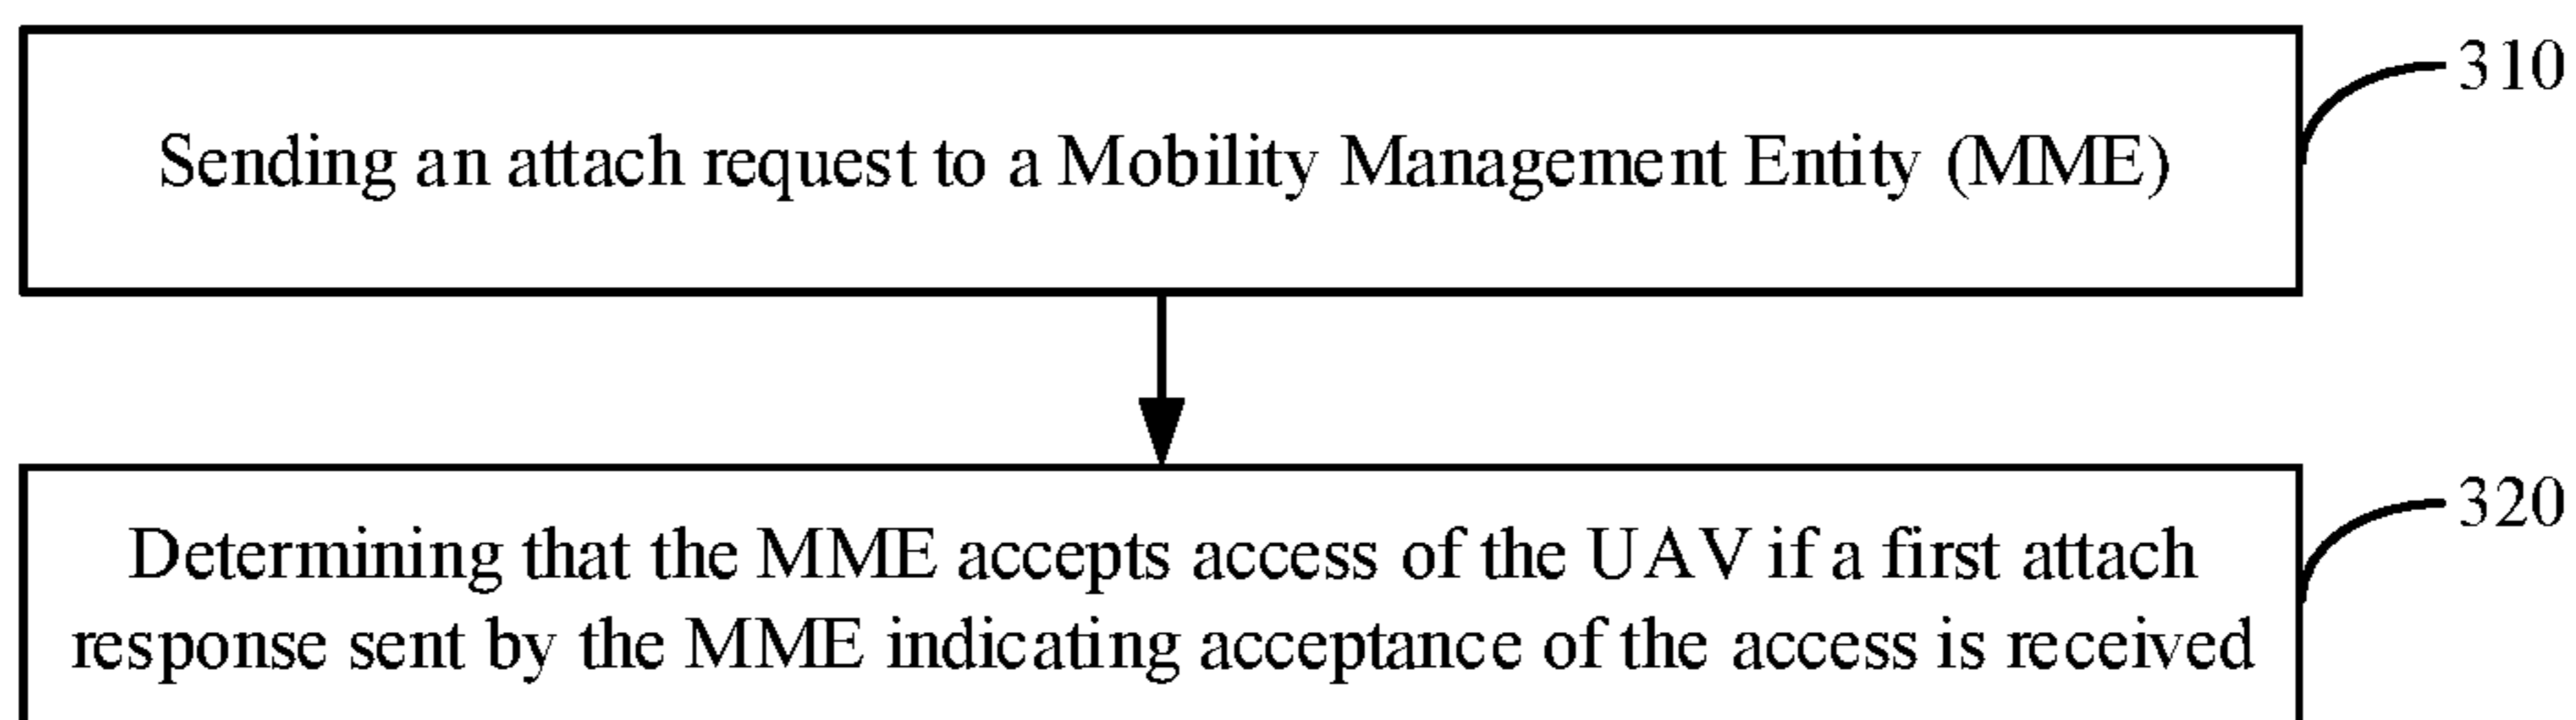 310
Sending an attach request to a Mobility Management Entity (MME)
320
Determining that the MME accepts access of the UAV if a first attach
response sent by the MME indicating acceptance of the access is received